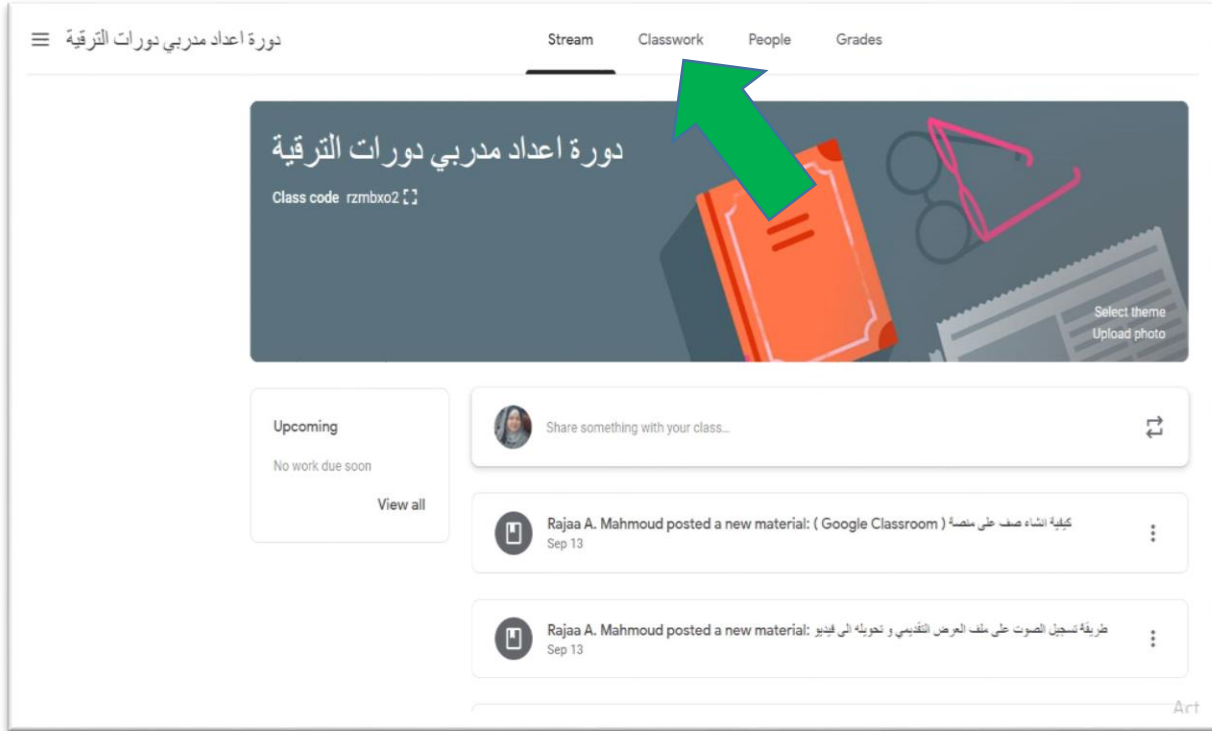 دورة اعداد مدربي دورات الترقية
Stream Classwork People Grades
دورة اعداد مدربي دورات الترقية
Class code rzmbxo2
Select theme
Upload photo
Upcoming
No work due soon
View all
Share something with your class...
Rajaa A. Mahmoud posted a new material: ( Google Classroom ) كيفية انشاء صف على منصة
Sep 13
Rajaa A. Mahmoud posted a new material: طريقة تسجيل الصوت على ملف العرض التقديمي و تحويله الى فيديو
Sep 13
Act